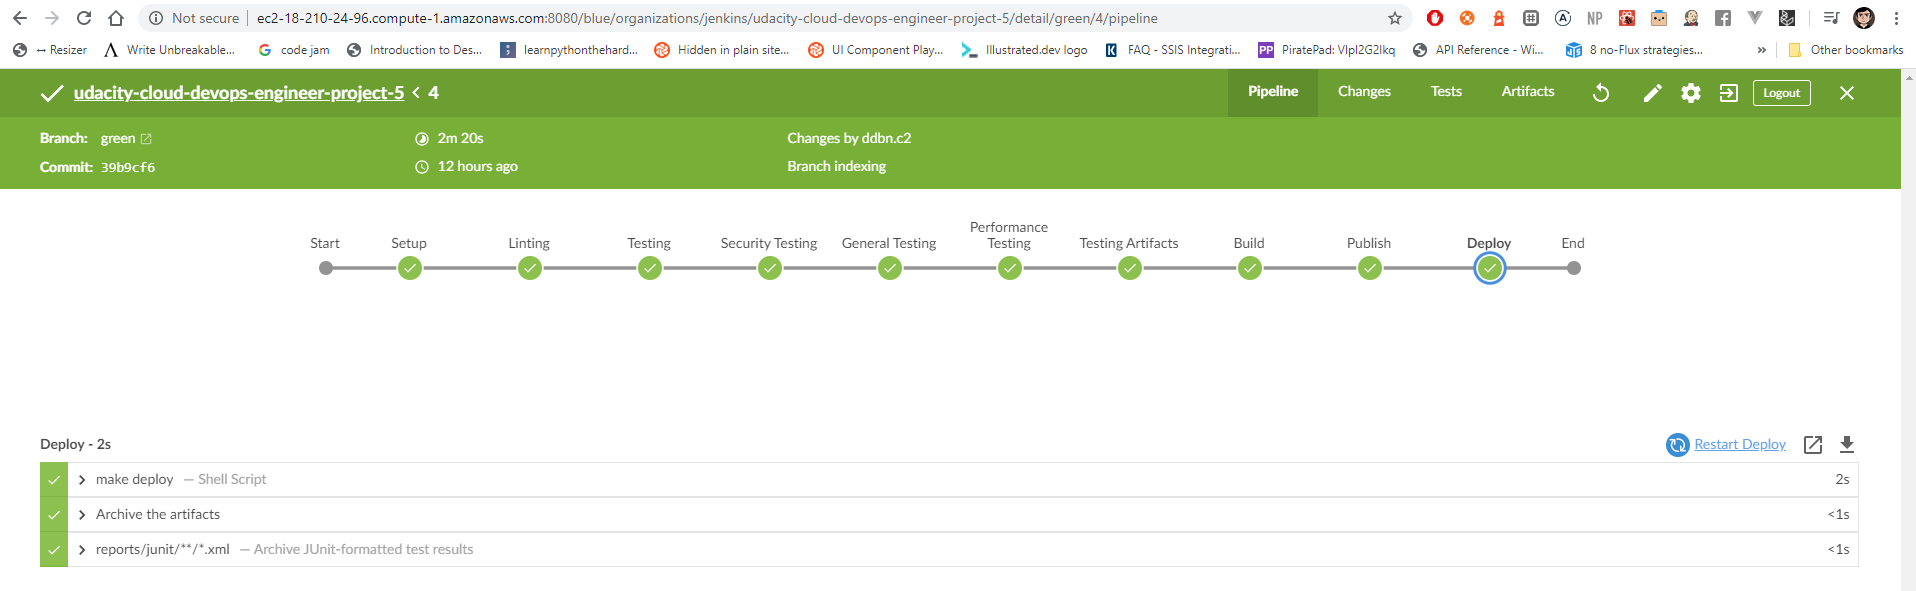 Not secure ec2-18-210-24-96.compute-1.amazonaws.com:8080/blue/organizations/jenkins/udacity-cloud-devops-engineer-project-5/detail/green/4/pipeline NP
↔ Resizer Write Unbreakable... code jam Introduction to Des... learnpythonthehard... Hidden in plain site... UI Component Play... Illustrated.dev logo FAQ - SSIS Integrati... PP PiratePad: VIpI2G2lkq API Reference - Wi... 8 no-Flux strategies... » Other bookmarks
udacity-cloud-devops-engineer-project-5 < 4 Pipeline Changes Tests Artifacts Logout
Branch: green 2m 20s Changes by ddbn.c2
Commit: 39b9cf6 12 hours ago Branch indexing
Start Setup Linting Testing Security Testing General Testing Performance Testing Testing Artifacts Build Publish Deploy End
Deploy - 2s Restart Deploy
make deploy — Shell Script 2s
Archive the artifacts <1s
reports/junit/**/*.xml — Archive JUnit-formatted test results <1s